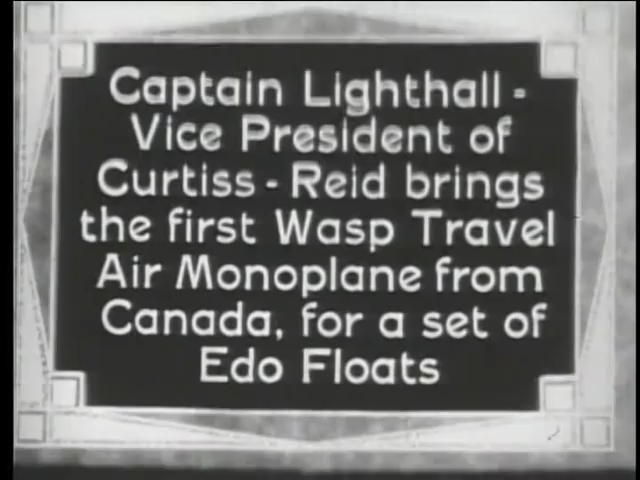 Captain Lighthall -
Vice President of
Curtiss - Reid brings
the first Wasp Travel
Air Monoplane from
Canada, for a set of
Edo Floats